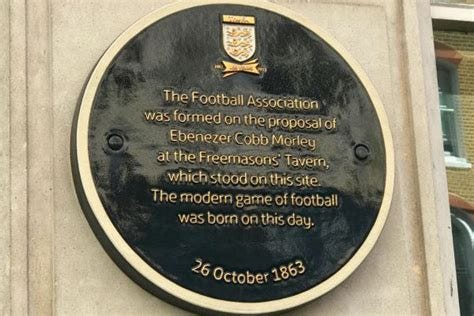 The Football Association
was formed on the proposal of
Ebenezer Cobb Morley
at the Freemasons' Tavern,
which stood on this site.
The modern game of football
was born on this day.
26 October 1863